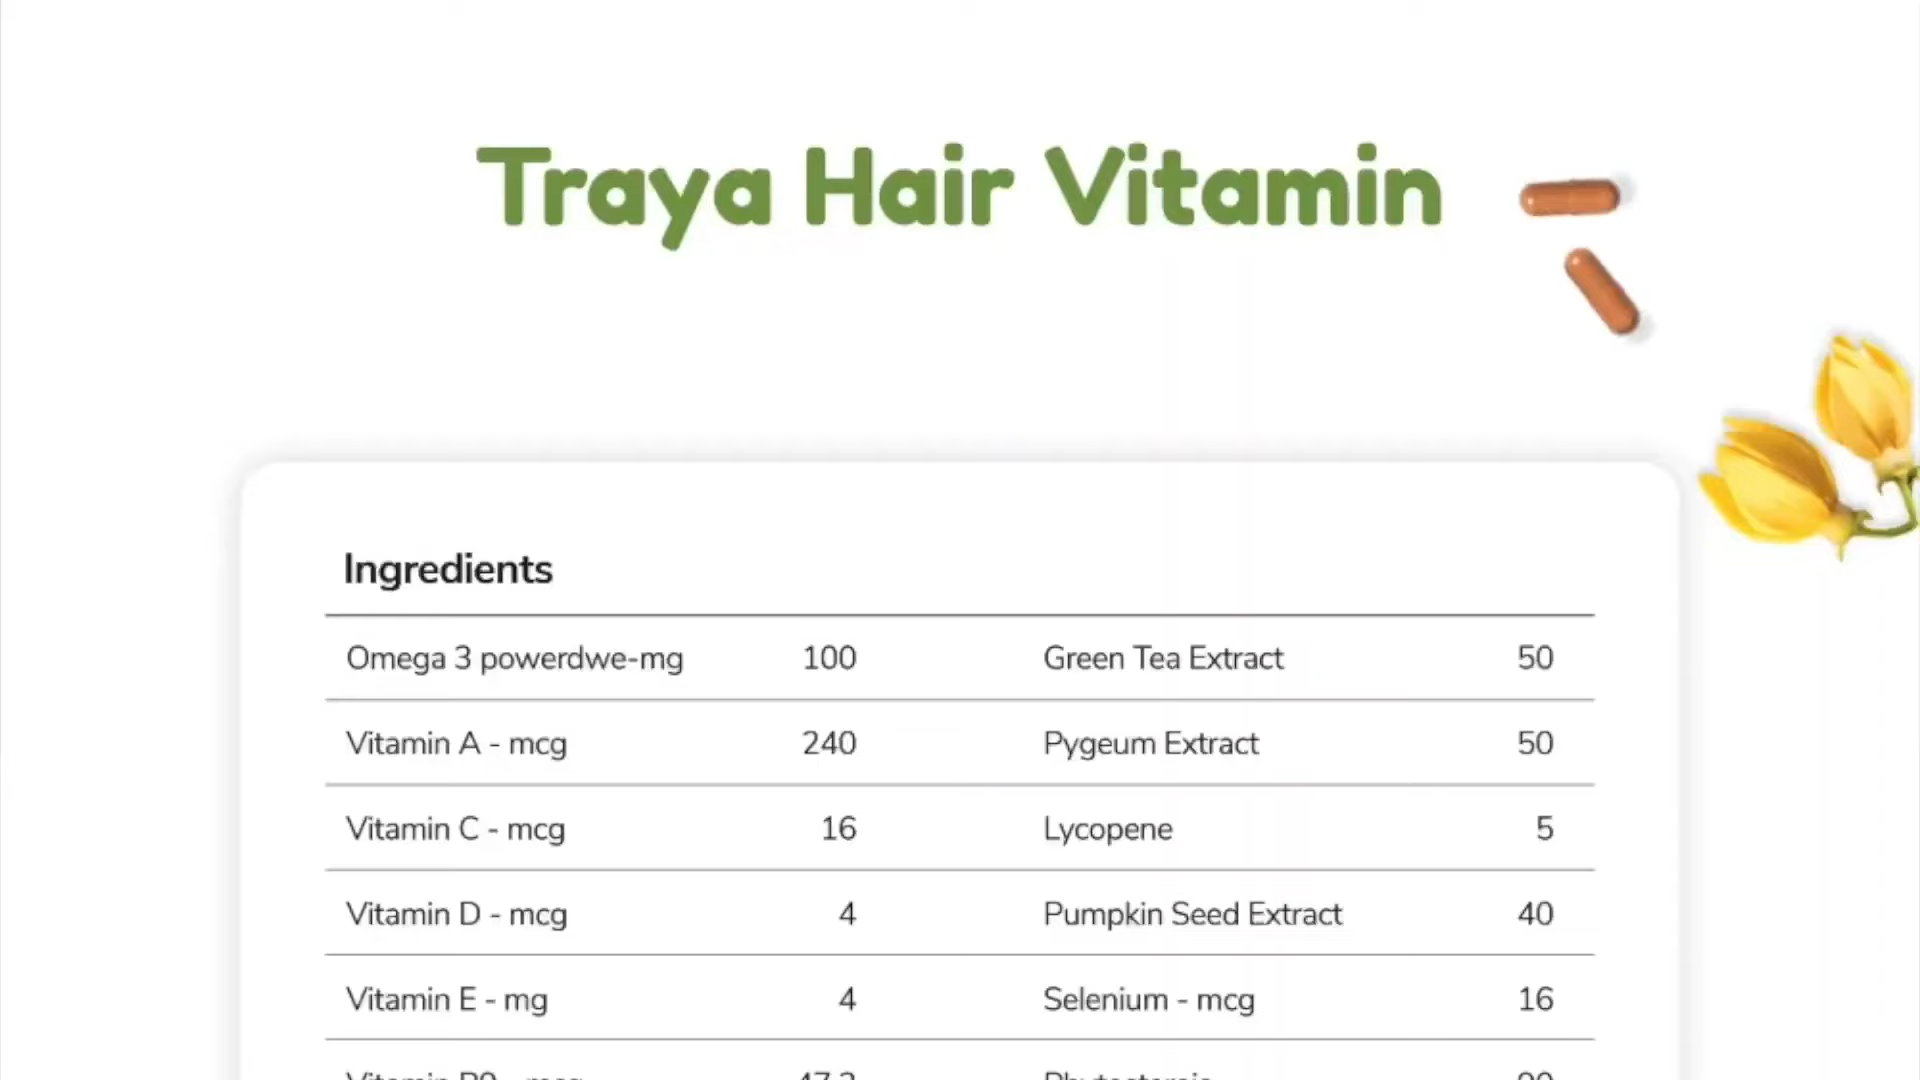 Traya Hair Vitamin
Ingredients
Omega 3 powerdwe-mg 100 Green Tea Extract 50
Vitamin A - mcg 240 Pygeum Extract 50
Vitamin C - mcg 16 Lycopene 5
Vitamin D - mcg 4 Pumpkin Seed Extract 40
Vitamin E - mg 4 Selenium - mcg 16
Vitamin